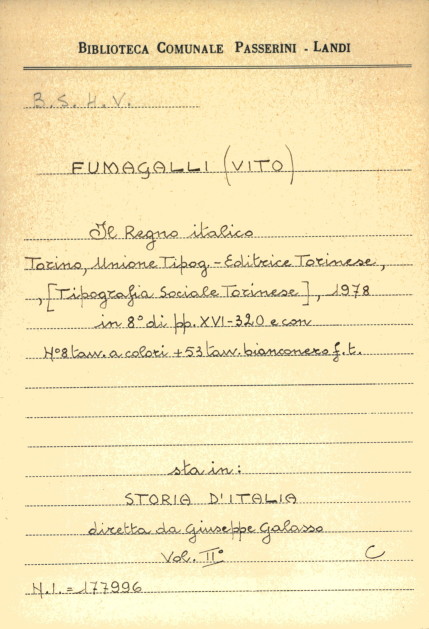 BIBLIOTECA COMUNALE PASSERINI - LANDI
B.S.H.V.
FUMAGALLI (VITO)
Il Regno italico
Torino, Unione Tipog.-Editrice Torinese,
, [Tipografia Sociale Torinese], 1978
in 8° di pp. XVI-320 e con
N° 8 tav. a colori + 53 tav. bianconero f.t.
sta in:
STORIA D'ITALIA
diretta da Giuseppe Galasso
Vol. II°
C
N.I. = 177996